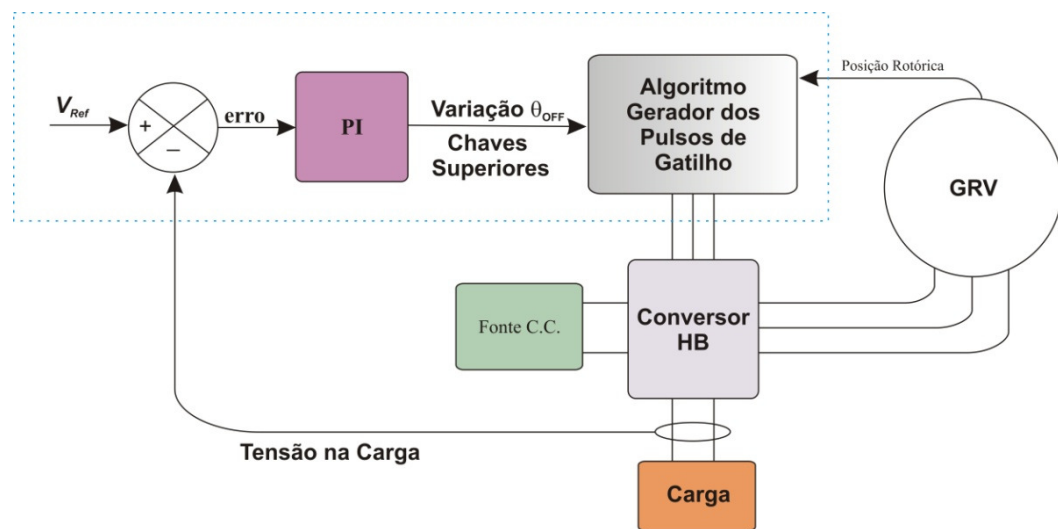 V_Ref
+
−
erro
PI
Variação θ_OFF
Chaves
Superiores
Algoritmo
Gerador dos
Pulsos de
Gatilho
Posição Rotórica
GRV
Fonte C.C.
Conversor
HB
Tensão na Carga
Carga